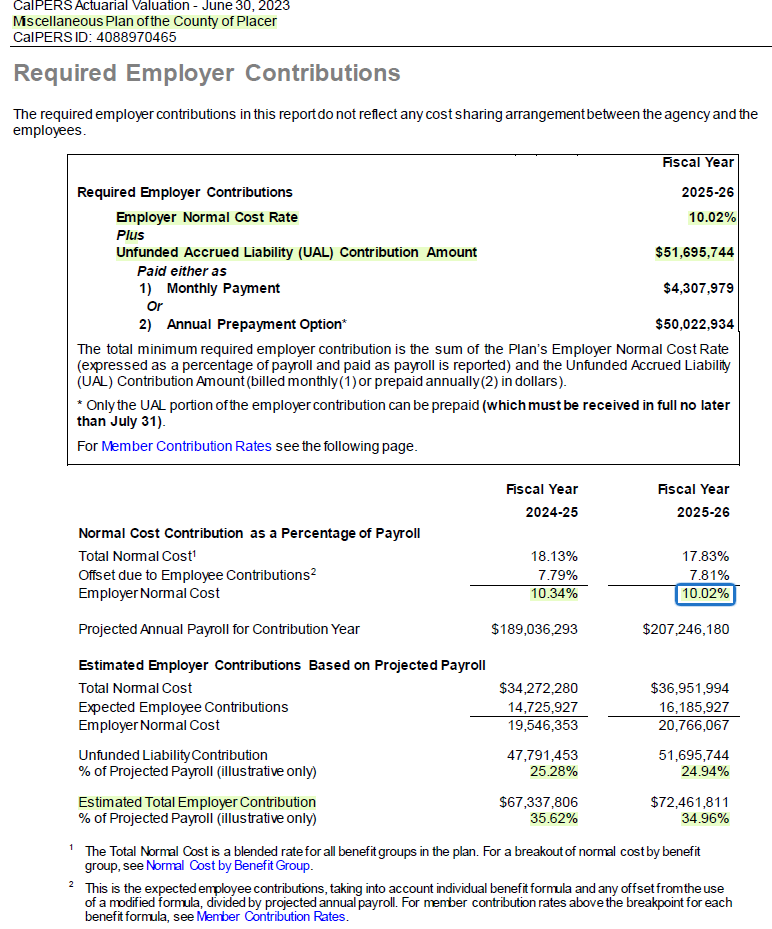 CalPERS Actuarial Valuation - June 30, 2023
Miscellaneous Plan of the County of Placer
CalPERS ID: 4088970465
Required Employer Contributions
The required employer contributions in this report do not reflect any cost sharing arrangement between the agency and the
employees.
Fiscal Year
Required Employer Contributions 2025-26
Employer Normal Cost Rate 10.02%
Plus
Unfunded Accrued Liability (UAL) Contribution Amount $51,695,744
Paid either as
1) Monthly Payment $4,307,979
Or
2) Annual Prepayment Option* $50,022,934
The total minimum required employer contribution is the sum of the Plan's Employer Normal Cost Rate
(expressed as a percentage of payroll and paid as payroll is reported) and the Unfunded Accrued Liability
(UAL) Contribution Amount (billed monthly (1) or prepaid annually (2) in dollars).
* Only the UAL portion of the employer contribution can be prepaid (which must be received in full no later
than July 31).
For Member Contribution Rates see the following page.
Fiscal Year Fiscal Year
2024-25 2025-26
Normal Cost Contribution as a Percentage of Payroll
Total Normal Cost¹ 18.13% 17.83%
Offset due to Employee Contributions² 7.79% 7.81%
Employer Normal Cost 10.34% 10.02%
Projected Annual Payroll for Contribution Year $189,036,293 $207,246,180
Estimated Employer Contributions Based on Projected Payroll
Total Normal Cost $34,272,280 $36,951,994
Expected Employee Contributions 14,725,927 16,185,927
Employer Normal Cost 19,546,353 20,766,067
Unfunded Liability Contribution 47,791,453 51,695,744
% of Projected Payroll (illustrative only) 25.28% 24.94%
Estimated Total Employer Contribution $67,337,806 $72,461,811
% of Projected Payroll (illustrative only) 35.62% 34.96%
¹ The Total Normal Cost is a blended rate for all benefit groups in the plan. For a breakout of normal cost by benefit
group, see Normal Cost by Benefit Group.
² This is the expected employee contributions, taking into account individual benefit formula and any offset from the use
of a modified formula, divided by projected annual payroll. For member contribution rates above the breakpoint for each
benefit formula, see Member Contribution Rates.